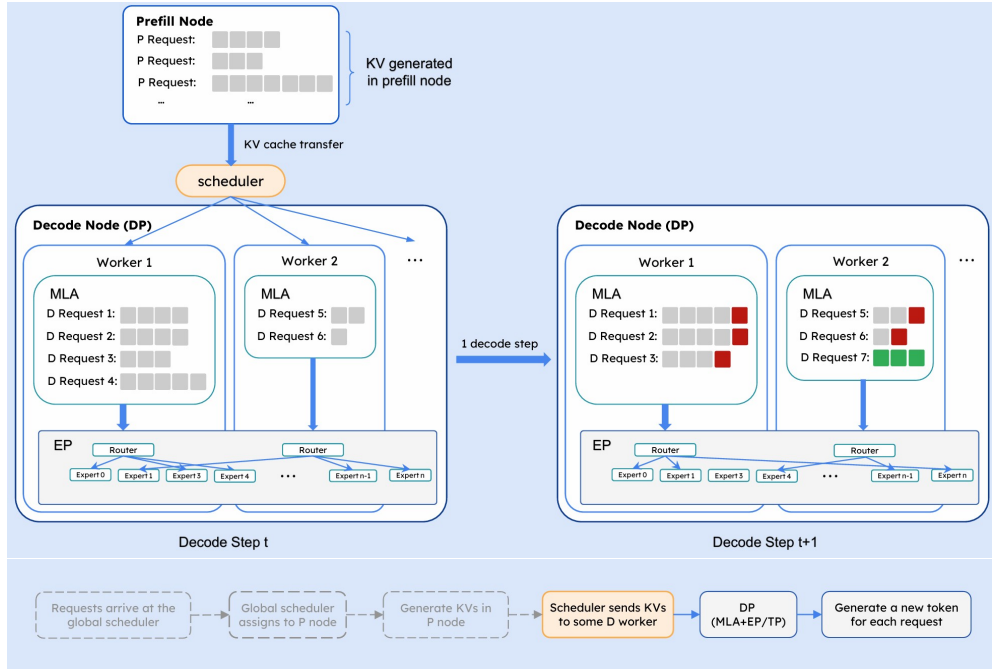 Prefill Node
P Request:
P Request:
P Request:
...
...
KV generated
in prefill node
KV cache transfer
scheduler
Decode Node (DP)
Worker 1
Worker 2
...
MLA
D Request 1:
D Request 2:
D Request 3:
D Request 4:
MLA
D Request 5:
D Request 6:
EP
Router
Router
Expert 0
Expert 1
Expert 3
Expert 4
...
Expert n-1
Expert n
Decode Step t
1 decode step
Decode Node (DP)
Worker 1
Worker 2
...
MLA
D Request 1:
D Request 2:
D Request 3:
MLA
D Request 5:
D Request 6:
D Request 7:
EP
Router
Router
Expert 0
Expert 1
Expert 3
Expert 4
...
Expert n-1
Expert n
Decode Step t+1
Requests arrive at the
global scheduler
Global scheduler
assigns to P node
Generate KVs in
P node
Scheduler sends KVs
to some D worker
DP
(MLA+EP/TP)
Generate a new token
for each request